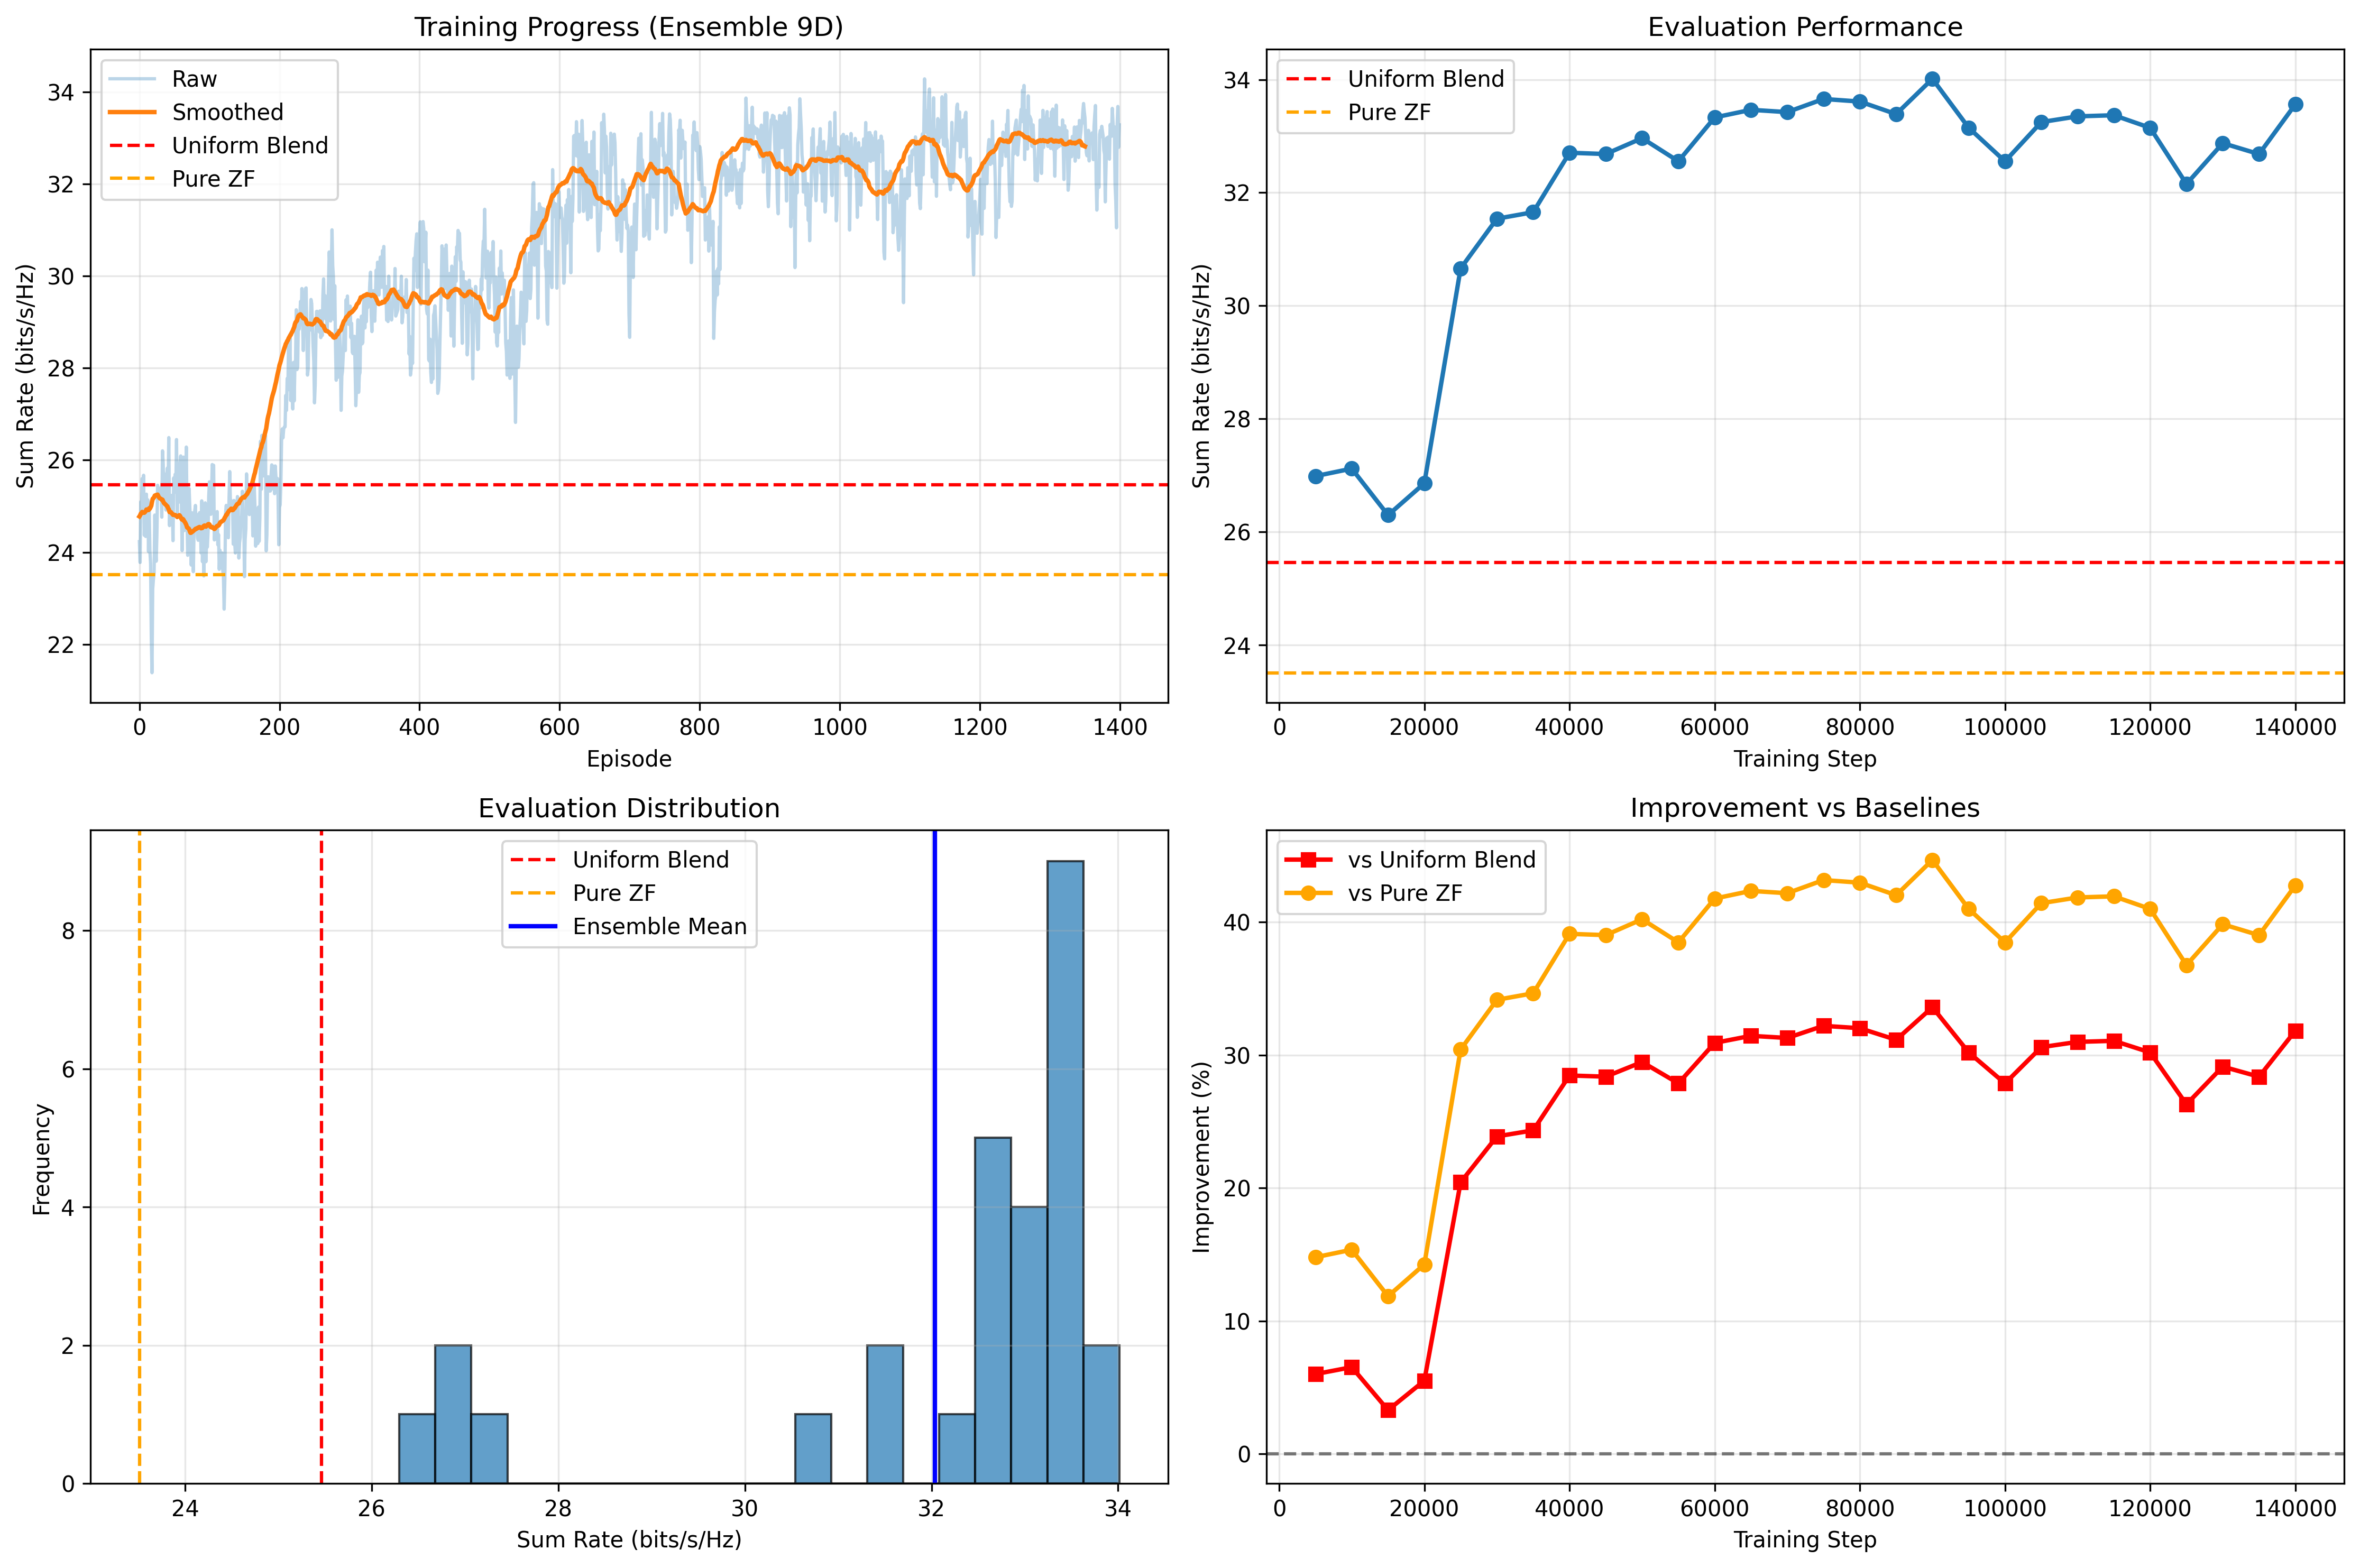 Training Progress (Ensemble 9D)
Raw
Smoothed
Uniform Blend
Pure ZF
Sum Rate (bits/s/Hz)
34
32
30
28
26
24
22
0 200 400 600 800 1000 1200 1400
Episode
Evaluation Performance
Uniform Blend
Pure ZF
Sum Rate (bits/s/Hz)
34
32
30
28
26
24
0 20000 40000 60000 80000 100000 120000 140000
Training Step
Evaluation Distribution
Uniform Blend
Pure ZF
Ensemble Mean
Frequency
8
6
4
2
0
24 26 28 30 32 34
Sum Rate (bits/s/Hz)
Improvement vs Baselines
vs Uniform Blend
vs Pure ZF
Improvement (%)
40
30
20
10
0
0 20000 40000 60000 80000 100000 120000 140000
Training Step